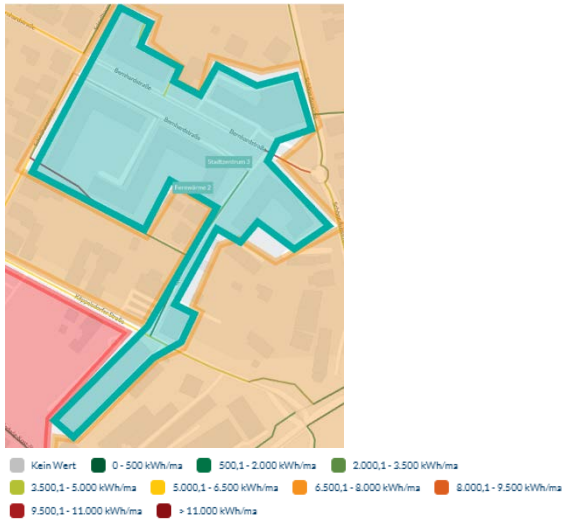 Bernhardstraße
Bernhardstraße
Bernhardstraße
Stadtzentrum 2
Fernwärme 2
Köppelsdorfer Straße
Kein Wert 0 - 500 kWh/ma 500,1 - 2.000 kWh/ma 2.000,1 - 3.500 kWh/ma
3.500,1 - 5.000 kWh/ma 5.000,1 - 6.500 kWh/ma 6.500,1 - 8.000 kWh/ma 8.000,1 - 9.500 kWh/ma
9.500,1 - 11.000 kWh/ma > 11.000 kWh/ma